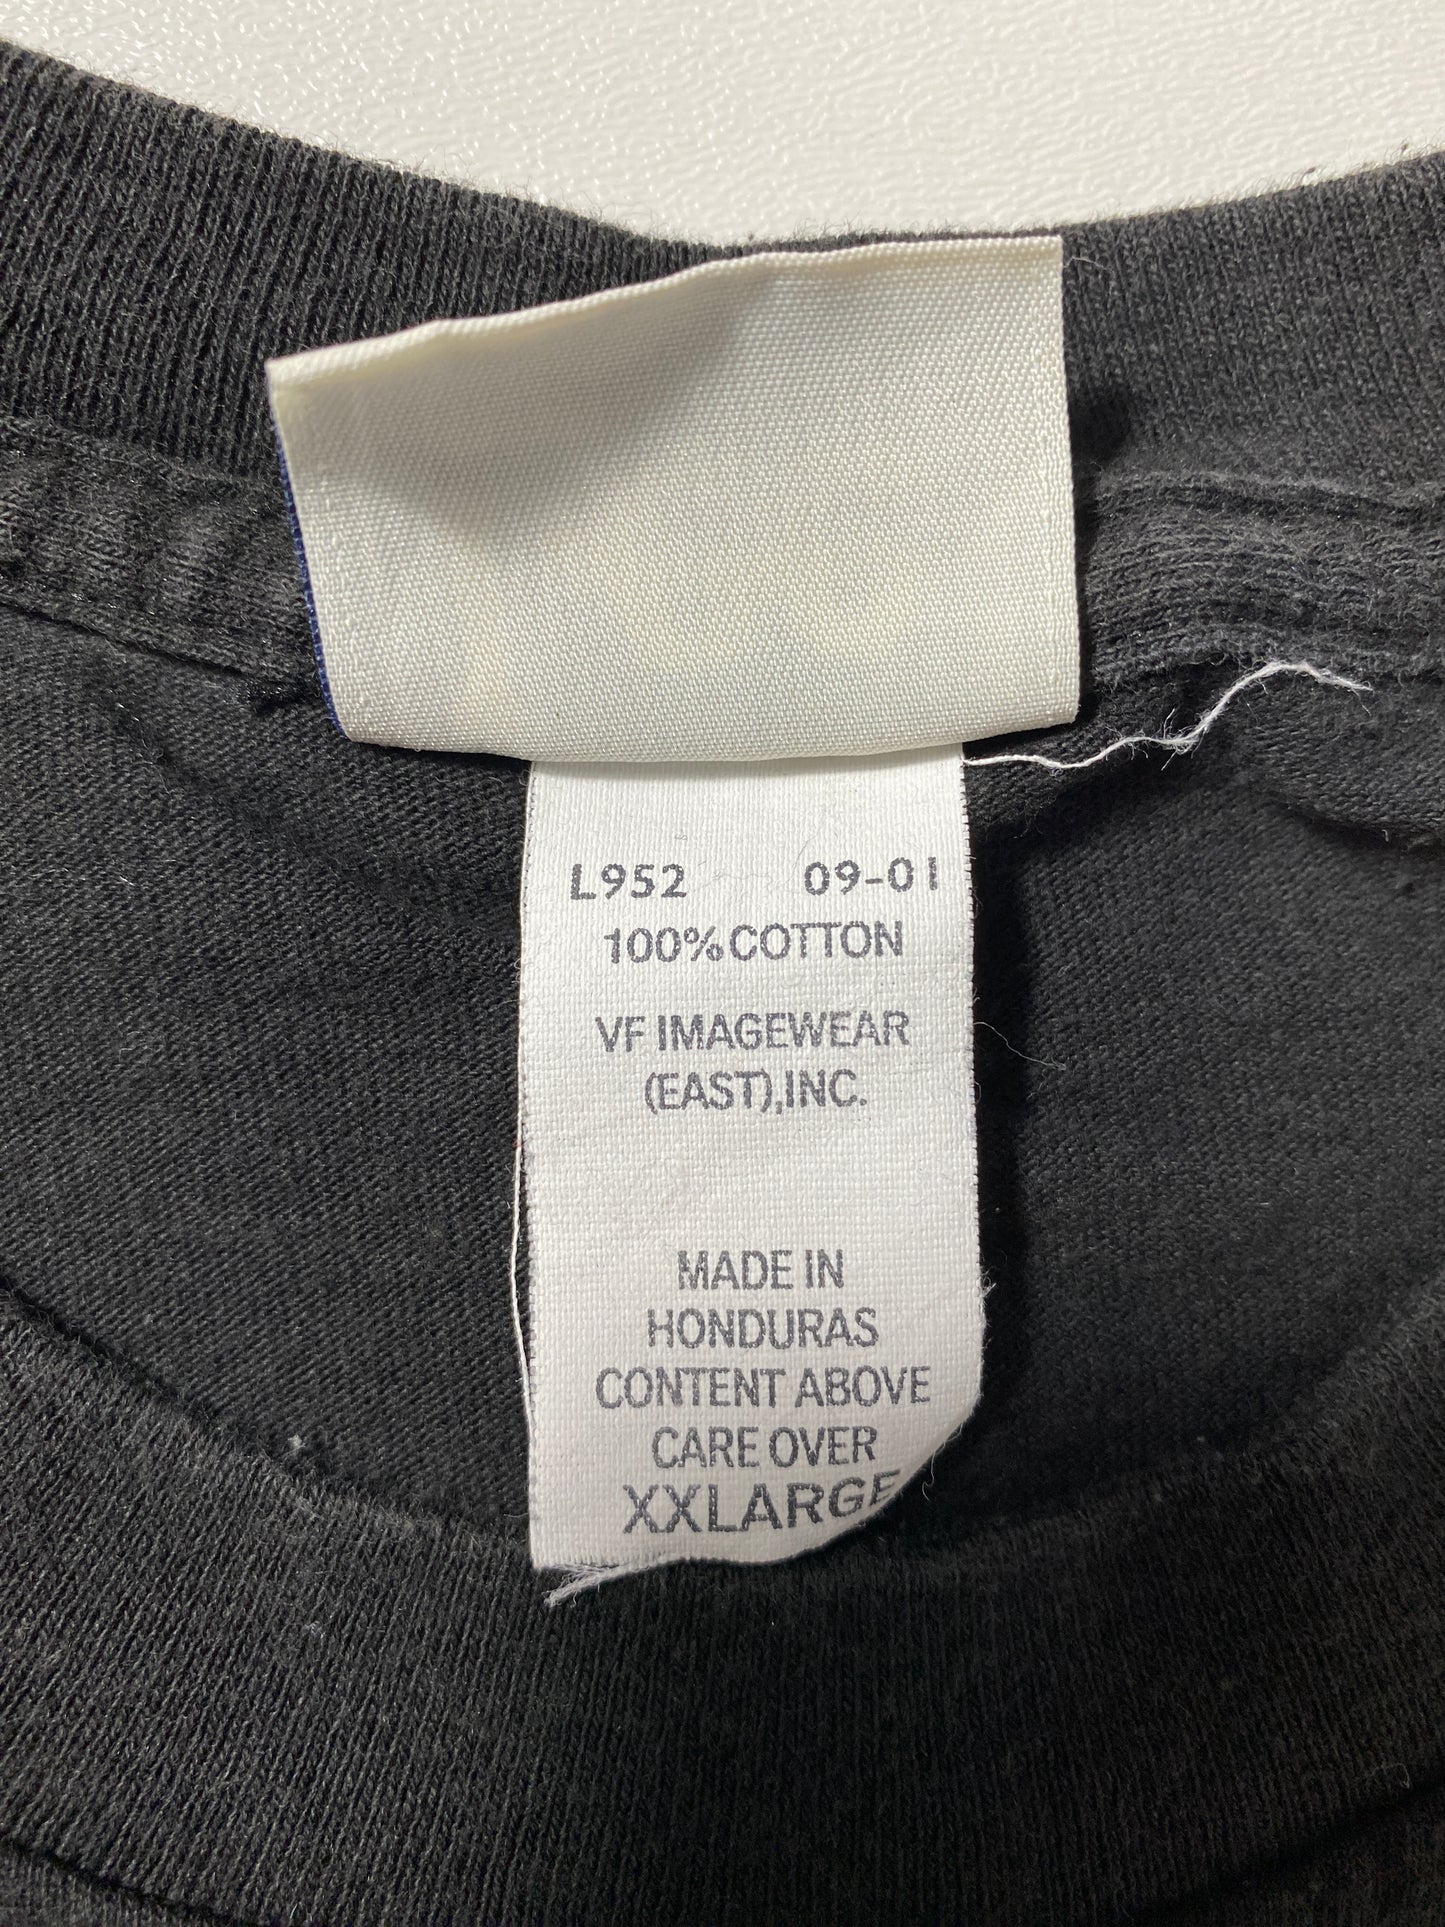 L952 09-01
100% COTTON
VF IMAGEWEAR
(EAST),INC.
MADE IN
HONDURAS
CONTENT ABOVE
CARE OVER
XXLARGE